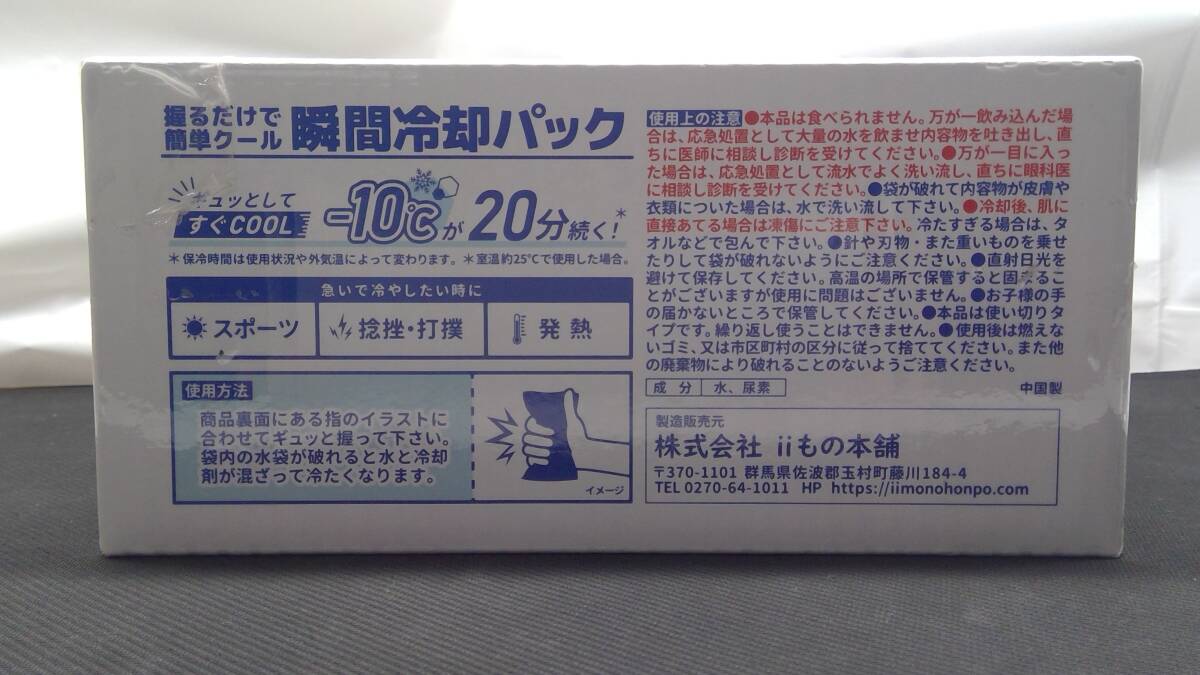 握るだけで
簡単クール
瞬間冷却パック
ギュッとして
すぐCOOL
-10℃が20分続く!*
*保冷時間は使用状況や外気温によって変わります。*室温約25℃で使用した場合。
急いで冷やしたい時に
スポーツ
捻挫・打撲
発熱
使用方法
商品裏面にある指のイラストに
合わせてギュッと握って下さい。
袋内の水袋が破れると水と冷却
剤が混ざって冷たくなります。
イメージ
使用上の注意 ●本品は食べられません。万が一飲み込んだ場
合は、応急処置として大量の水を飲ませ内容物を吐き出し、直
ちに医師に相談し診断を受けてください。●万が一目に入っ
た場合は、応急処置として流水でよく洗い流し、直ちに眼科医
に相談し診断を受けてください。●袋が破れて内容物が皮膚や
衣類についた場合は、水で洗い流して下さい。●冷却後、肌に
直接あてる場合は凍傷にご注意下さい。冷たすぎる場合は、タ
オルなどで包んで下さい。●針や刃物・また重いものを乗せ
たりして袋が破れないようにご注意ください。●直射日光を
避けて保存してください。高温の場所で保管すると固まるこ
とがございますが使用に問題はございません。●お子様の手
の届かないところで保管してください。●本品は使い切りタ
イプです。繰り返し使うことはできません。●使用後は燃えな
いゴミ、又は市区町村の区分に従って捨ててください。また他
の廃棄物により破れることのないようご注意ください。
成分 水、尿素
中国製
製造販売元
株式会社 iiもの本舗
〒370-1101 群馬県佐波郡玉村町藤川184-4
TEL 0270-64-1011 HP https://iimonohonpo.com